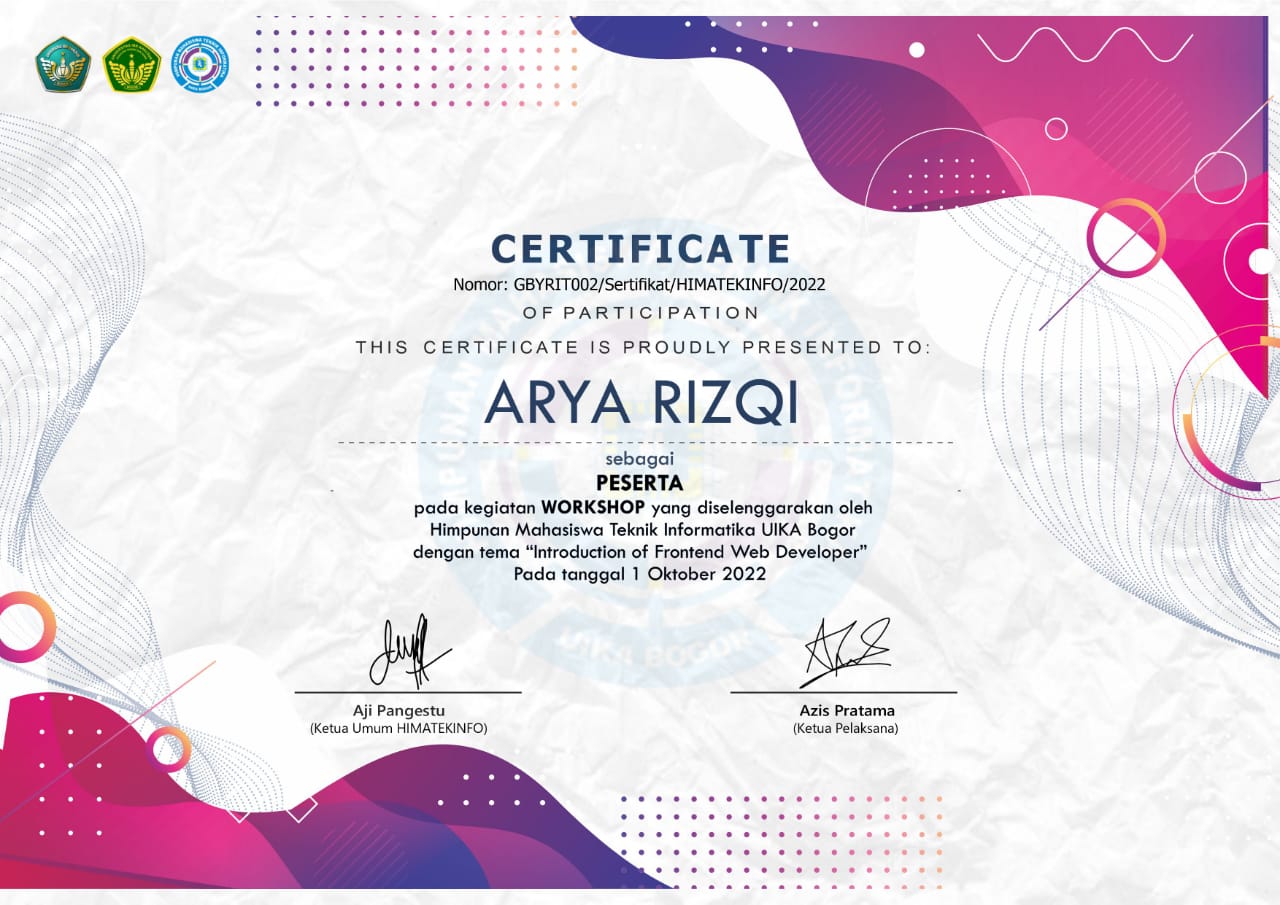 CERTIFICATE
Nomor: GBYRIT002/Sertifikat/HIMATEKINFO/2022
OF PARTICIPATION
THIS CERTIFICATE IS PROUDLY PRESENTED TO:
ARYA RIZQI
sebagai
PESERTA
pada kegiatan WORKSHOP yang diselenggarakan oleh
Himpunan Mahasiswa Teknik Informatika UIKA Bogor
dengan tema “Introduction of Frontend Web Developer”
Pada tanggal 1 Oktober 2022
UIKA BOGOR
Aji Pangestu
(Ketua Umum HIMATEKINFO)
Azis Pratama
(Ketua Pelaksana)